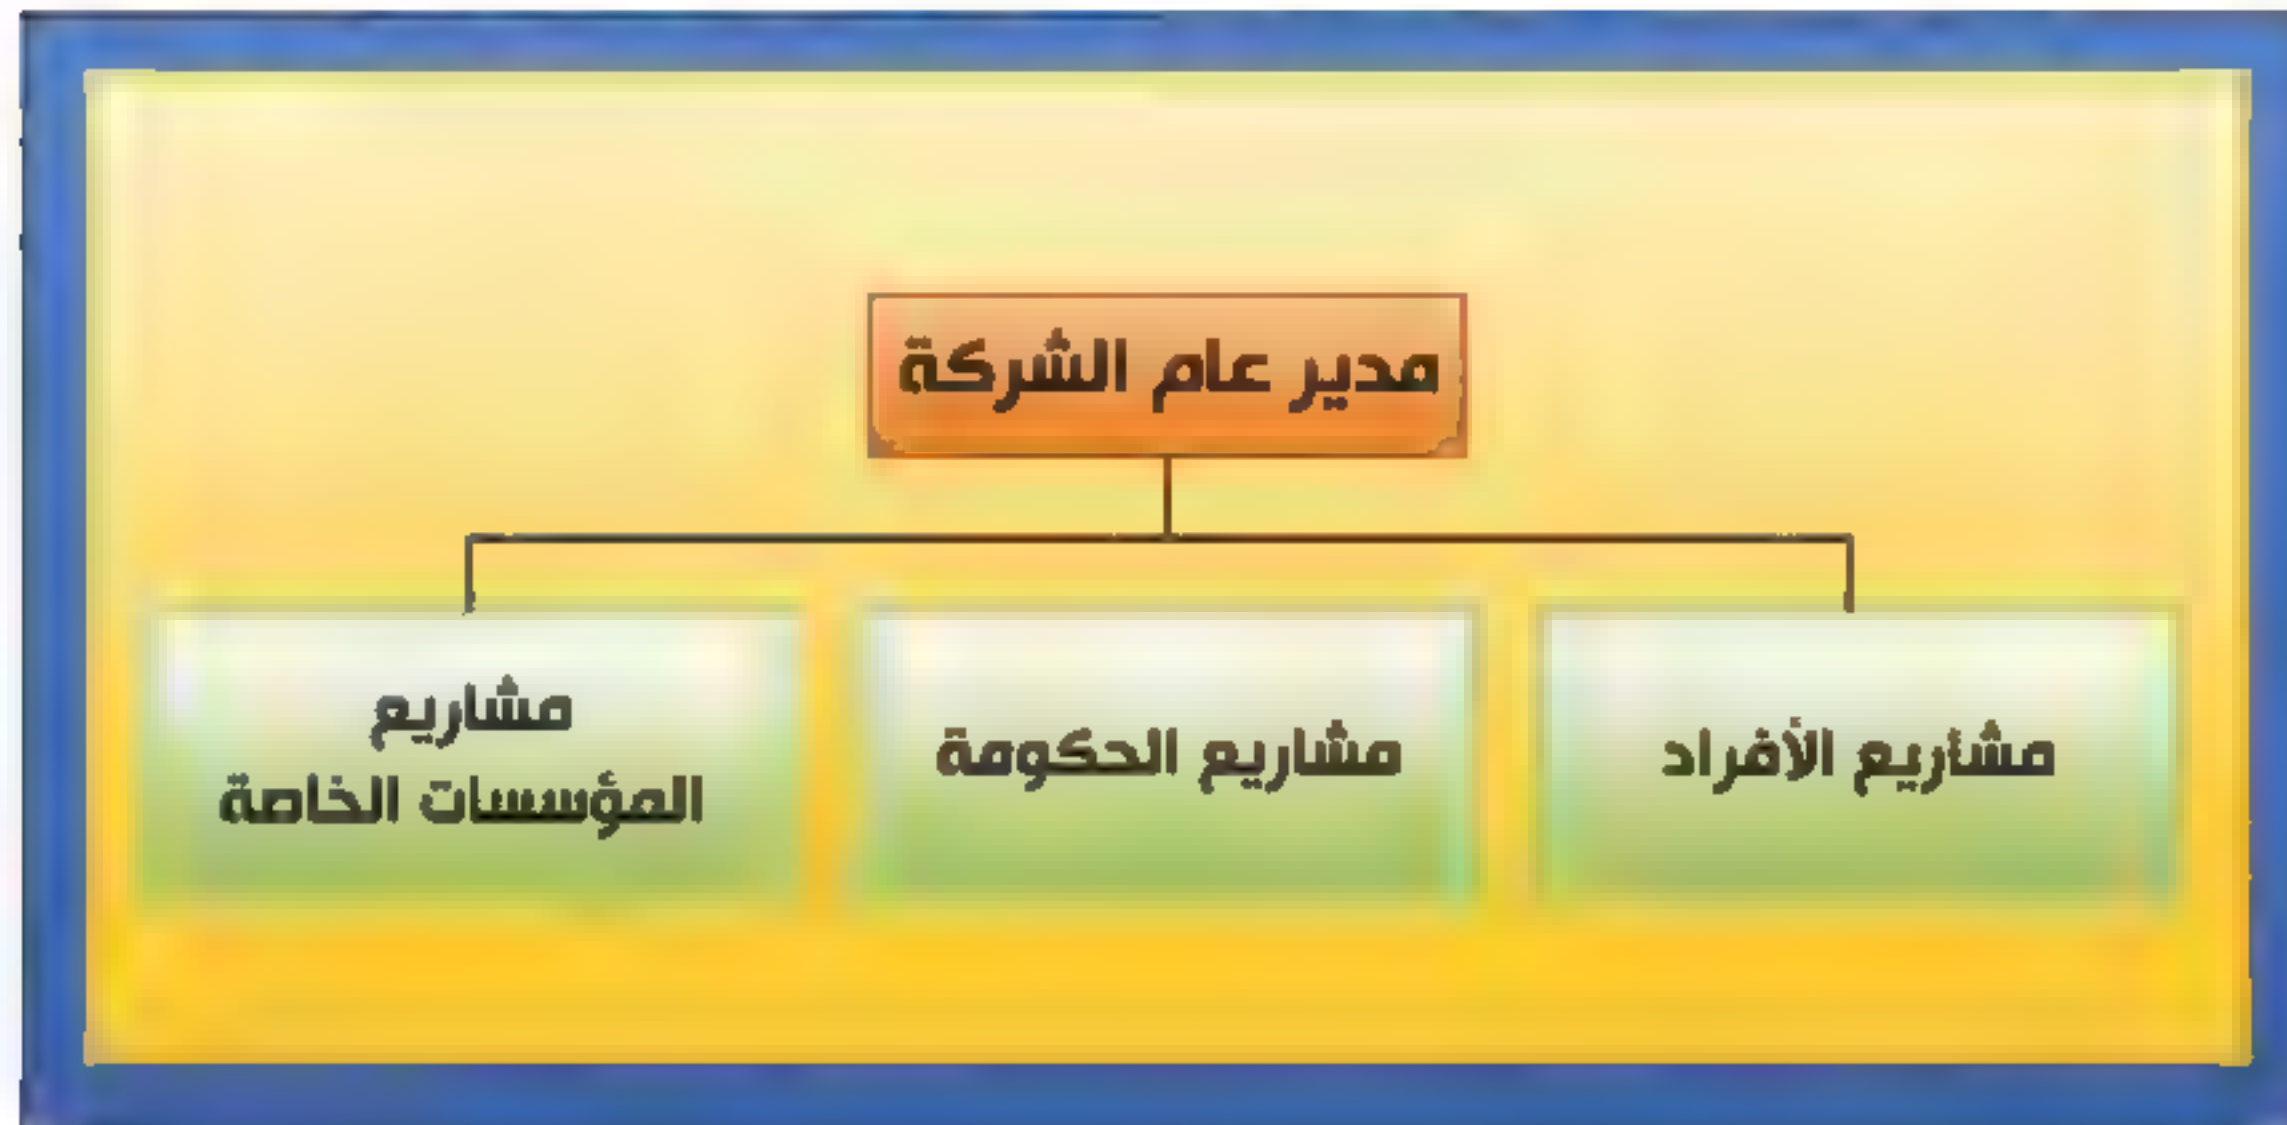 مدير عام الشركة
مشاريع الأفراد
مشاريع الحكومة
مشاريع
المؤسسات الخاصة